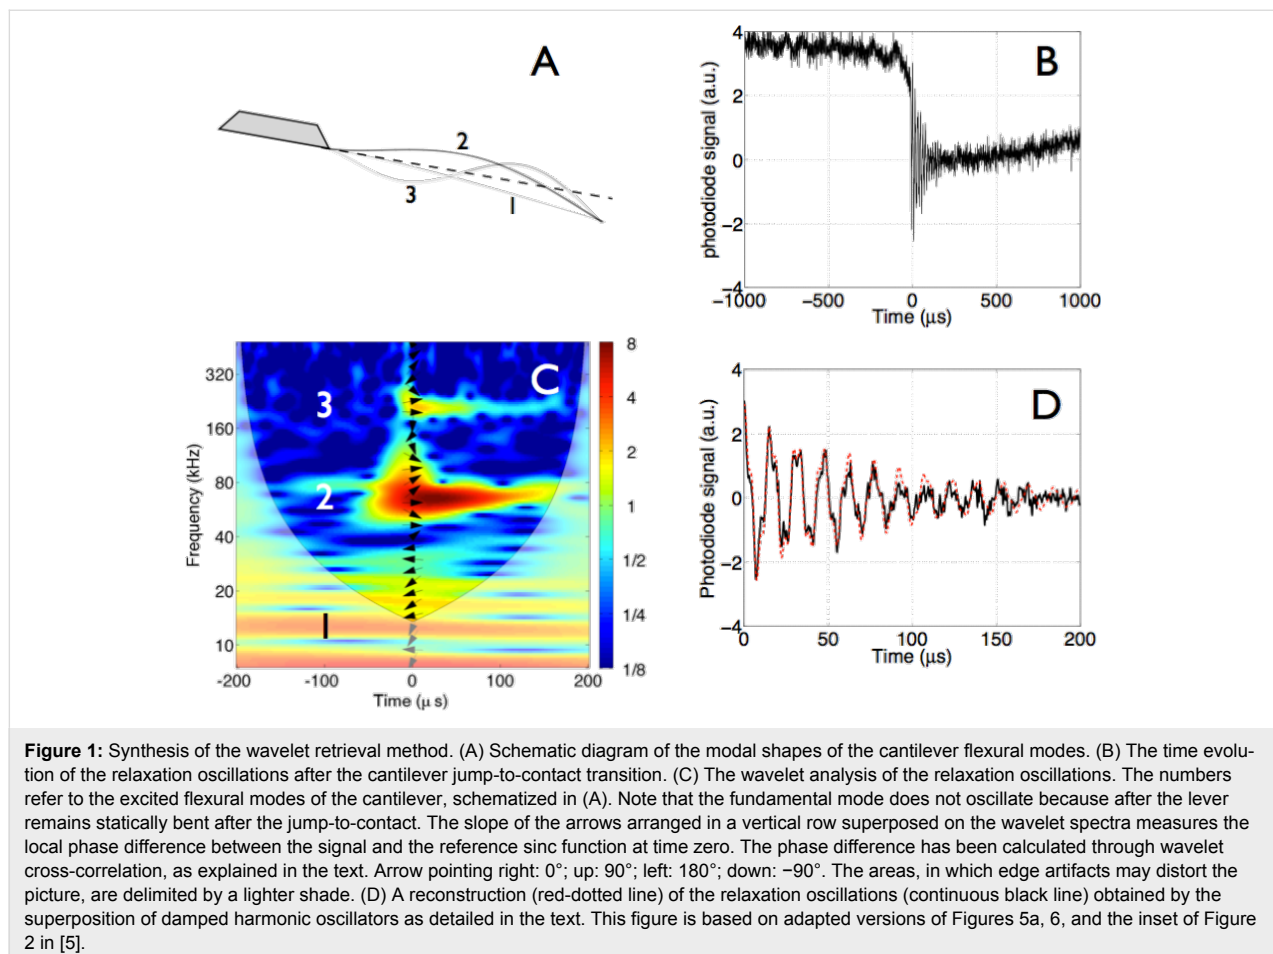 A
2
3
1
B
4
2
0
−2
−4
photodiode signal (a.u.)
−1000
−500
0
500
1000
Time (µs)
C
3
2
1
320
160
80
40
20
10
Frequency (kHz)
-200
-100
0
100
200
Time (µ s)
8
4
2
1
1/2
1/4
1/8
D
4
2
0
−2
−4
Photodiode signal (a.u.)
0
50
100
150
200
Time (µs)
Figure 1: Synthesis of the wavelet retrieval method. (A) Schematic diagram of the modal shapes of the cantilever flexural modes. (B) The time evolu-
tion of the relaxation oscillations after the cantilever jump-to-contact transition. (C) The wavelet analysis of the relaxation oscillations. The numbers
refer to the excited flexural modes of the cantilever, schematized in (A). Note that the fundamental mode does not oscillate because after the lever
remains statically bent after the jump-to-contact. The slope of the arrows arranged in a vertical row superposed on the wavelet spectra measures the
local phase difference between the signal and the reference sinc function at time zero. The phase difference has been calculated through wavelet
cross-correlation, as explained in the text. Arrow pointing right: 0°; up: 90°; left: 180°; down: −90°. The areas, in which edge artifacts may distort the
picture, are delimited by a lighter shade. (D) A reconstruction (red-dotted line) of the relaxation oscillations (continuous black line) obtained by the
superposition of damped harmonic oscillators as detailed in the text. This figure is based on adapted versions of Figures 5a, 6, and the inset of Figure
2 in [5].